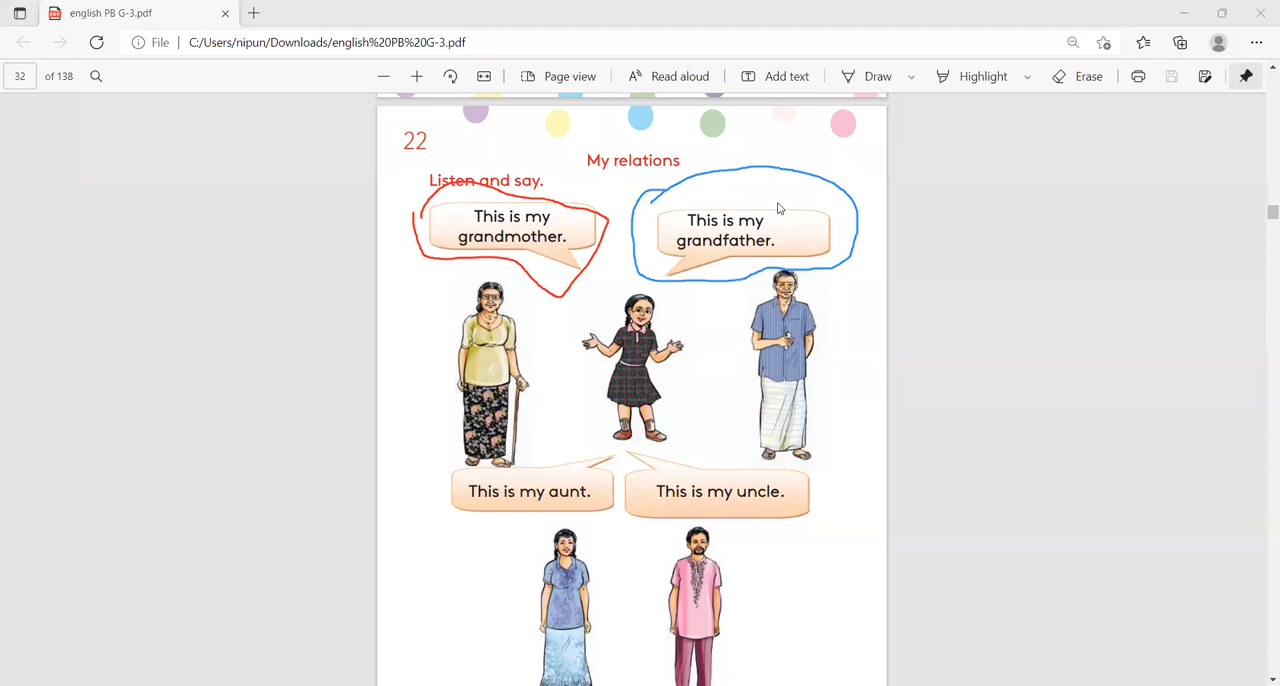 english PB G-3.pdf
File
C:/Users/nipun/Downloads/english%20PB%20G-3.pdf
32 of 138
Page view
Read aloud
Add text
Draw
Highlight
Erase
22
My relations
Listen and say.
This is my
grandmother.
This is my
grandfather.
This is my aunt.
This is my uncle.